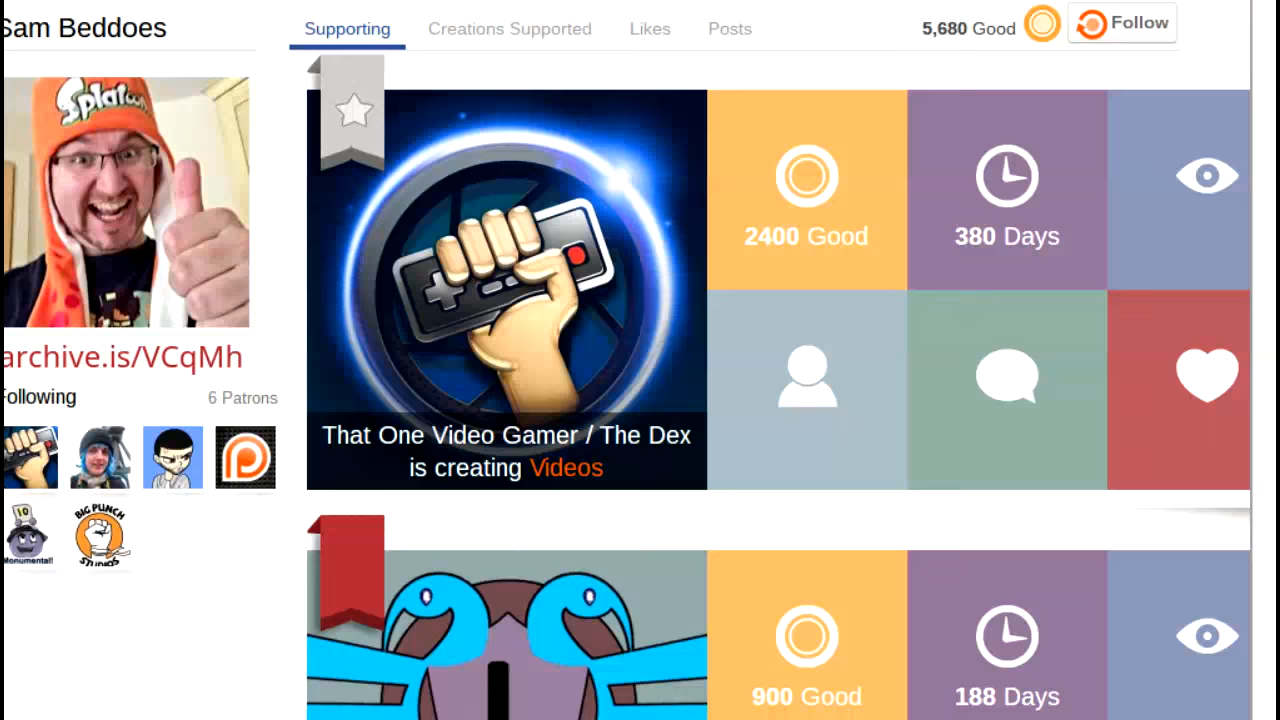 Sam Beddoes
Supporting
Creations Supported
Likes
Posts
5,680 Good
Follow
Splatoon
2400 Good
380 Days
archive.is/VCqMh
Following
6 Patrons
That One Video Gamer / The Dex
is creating Videos
10
Monumental!
BIG PUNCH
STUDIOS
900 Good
188 Days